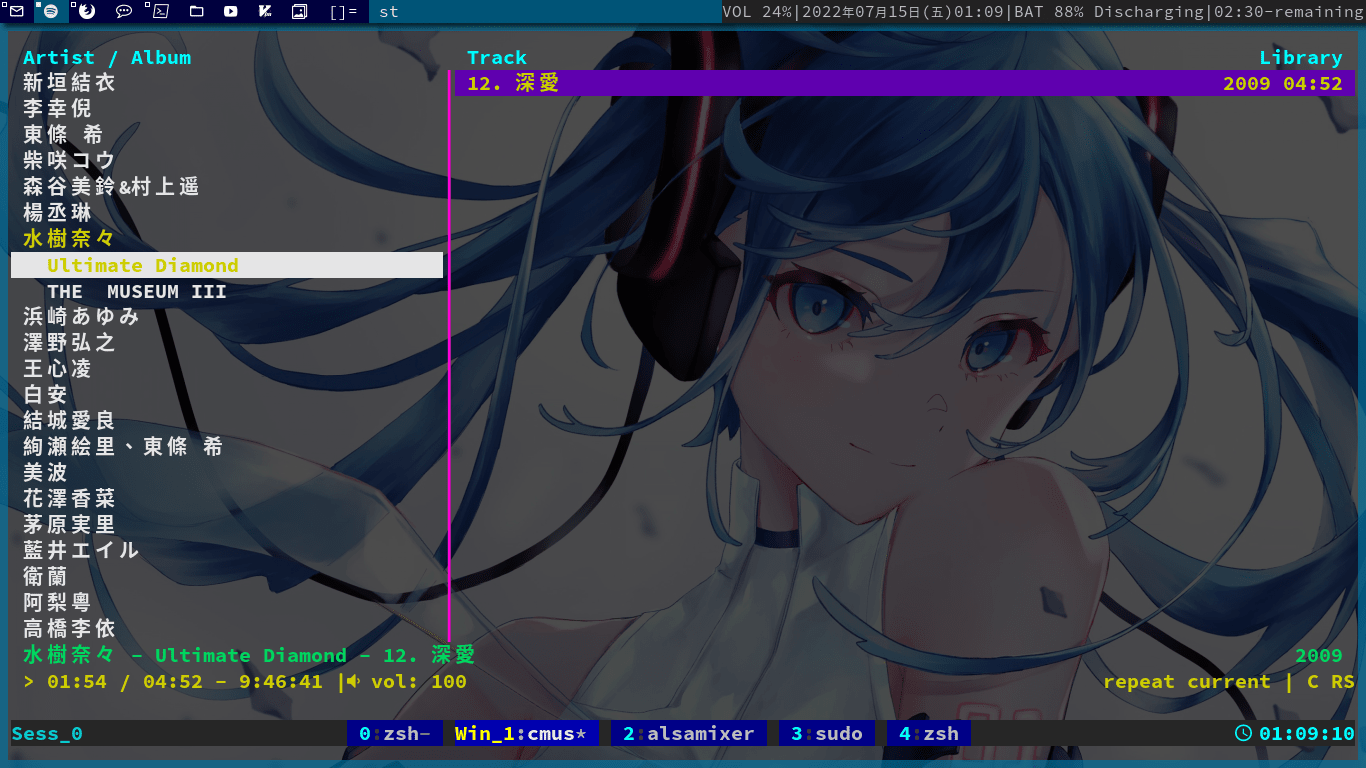 []= st VOL 24%|2022年07月15日(五)01:09|BAT 88% Discharging|02:30-remaining
Artist / Album Track Library
新垣結衣 12. 深愛 2009 04:52
李幸倪
東條 希
柴咲コウ
森谷美鈴&村上遥
楊丞琳
水樹奈々
Ultimate Diamond
THE MUSEUM III
浜崎あゆみ
澤野弘之
王心凌
白安
結城愛良
絢瀬絵里、東條 希
美波
花澤香菜
茅原実里
藍井エイル
衛蘭
阿梨粵
高橋李依
水樹奈々 - Ultimate Diamond - 12. 深愛 2009
> 01:54 / 04:52 - 9:46:41 | vol: 100 repeat current | C RS
Sess_0 0:zsh- Win_1:cmus* 2:alsamixer 3:sudo 4:zsh 01:09:10